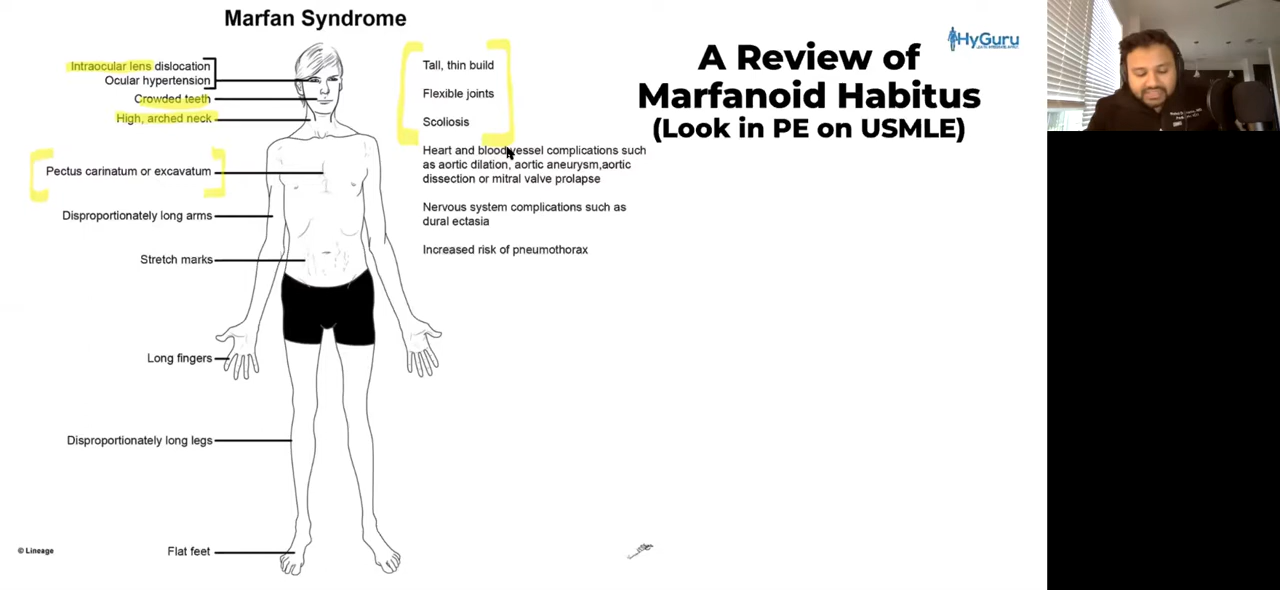 Marfan Syndrome
Intraocular lens dislocation
Ocular hypertension
Crowded teeth
High, arched neck
Pectus carinatum or excavatum
Disproportionately long arms
Stretch marks
Long fingers
Disproportionately long legs
Flat feet
© Lineage
Tall, thin build
Flexible joints
Scoliosis
Heart and blood vessel complications such
as aortic dilation, aortic aneurysm,aortic
dissection or mitral valve prolapse
Nervous system complications such as
dural ectasia
Increased risk of pneumothorax
HyGuru
A Review of
Marfanoid Habitus
(Look in PE on USMLE)